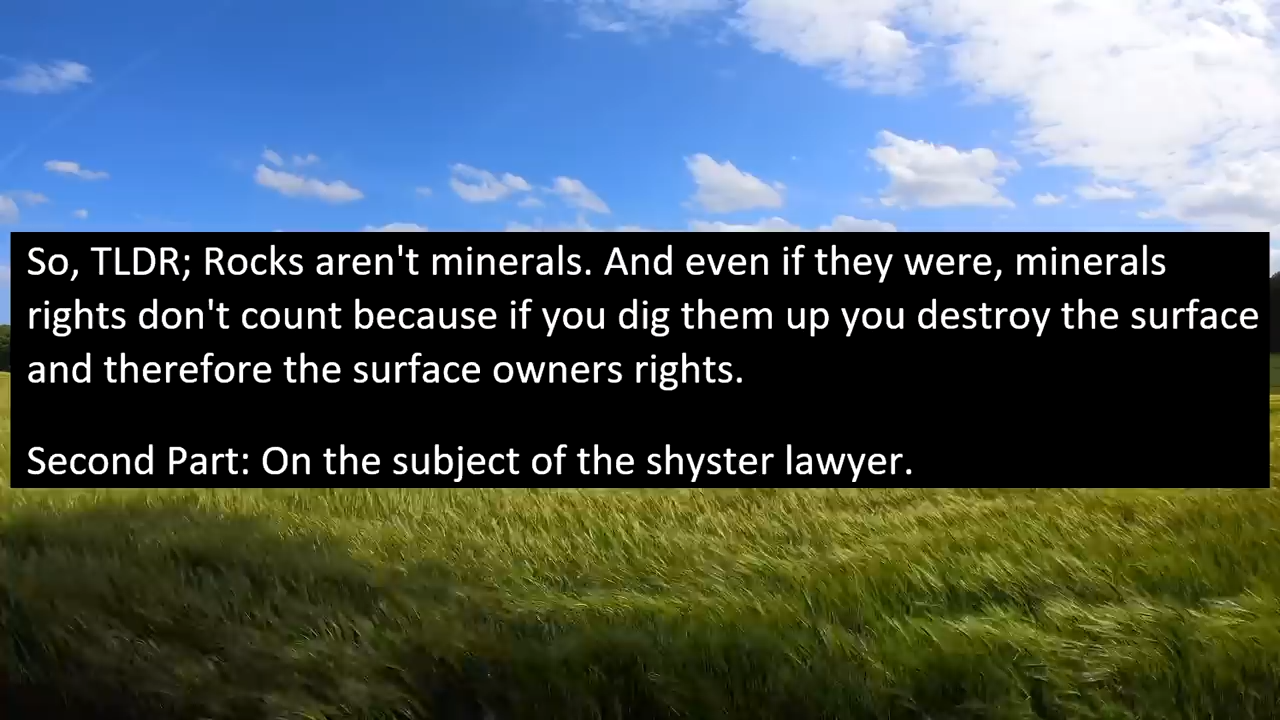 So, TLDR; Rocks aren't minerals. And even if they were, minerals
rights don't count because if you dig them up you destroy the surface
and therefore the surface owners rights.
Second Part: On the subject of the shyster lawyer.